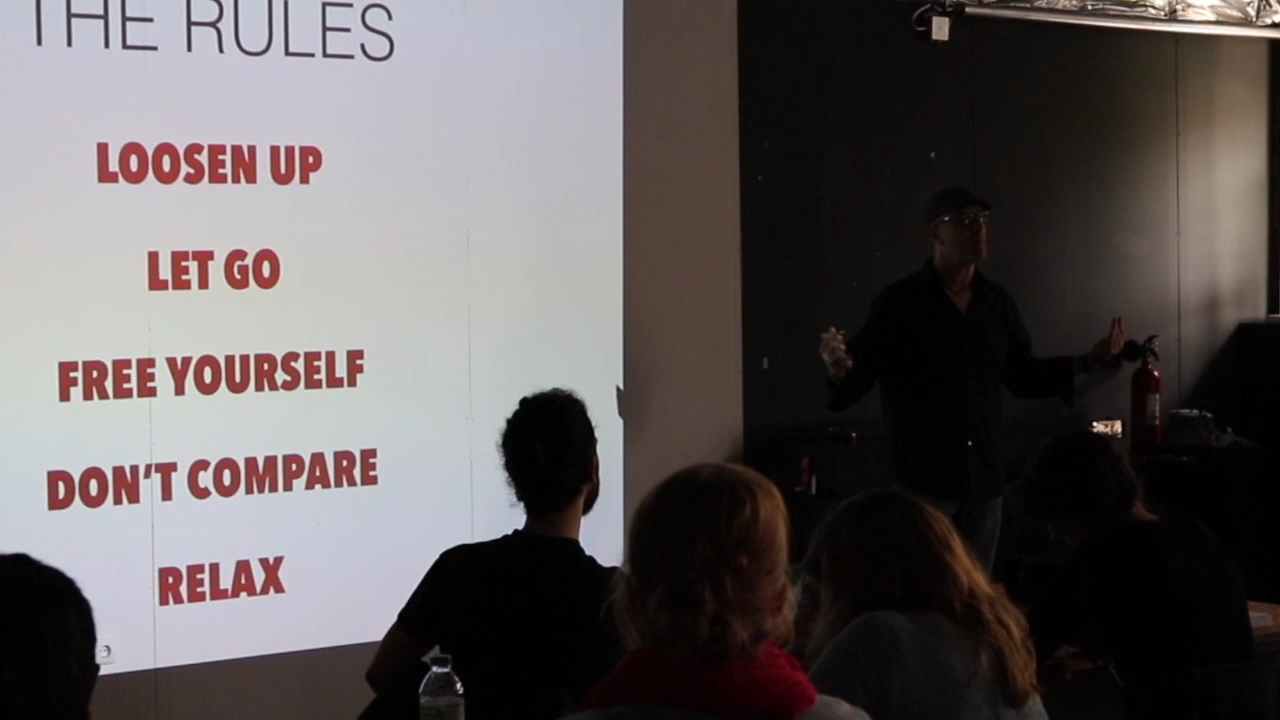 THE RULES
LOOSEN UP
LET GO
FREE YOURSELF
DON'T COMPARE
RELAX